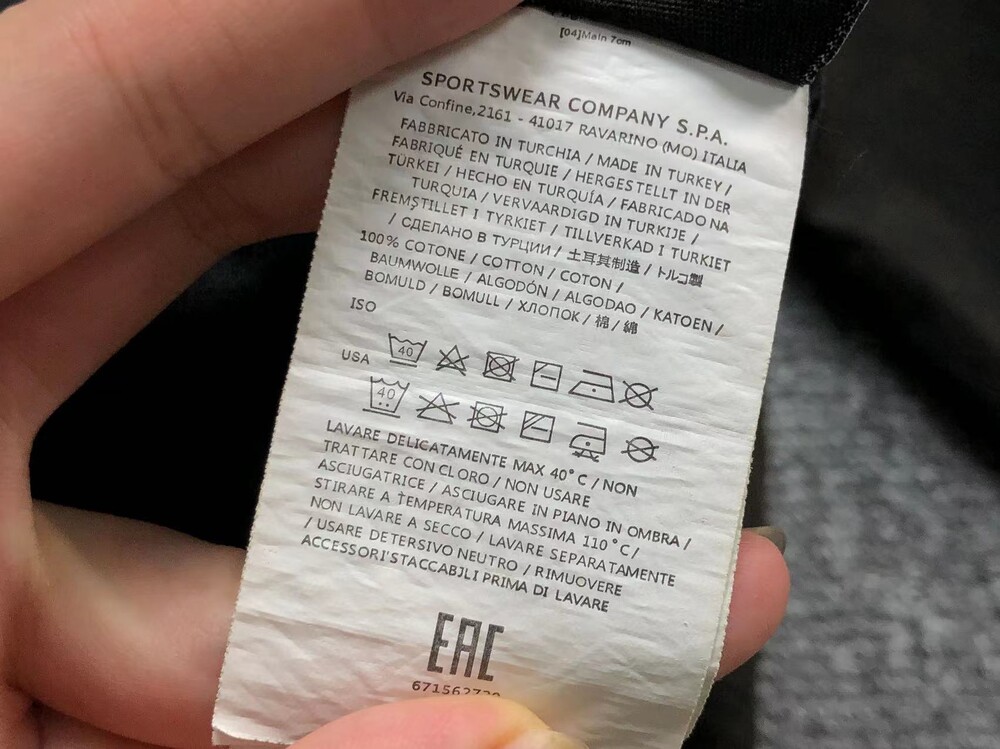 [04]Main 7cm
SPORTSWEAR COMPANY S.P.A.
Via Confine,2161 - 41017 RAVARINO (MO) ITALIA
FABBRICATO IN TURCHIA / MADE IN TURKEY /
FABRIQUÉ EN TURQUIE / HERGESTELLT IN DER
TÜRKEI / HECHO EN TURQUÍA / FABRICADO NA
TURQUIA / VERVAARDIGD IN TURKIJE /
FREMSTILLET I TYRKIET / TILLVERKAD I TURKIET
/ СДЕЛАНО В ТУРЦИИ / 土耳其制造 / トルコ製
100% COTONE / COTTON / COTON /
BAUMWOLLE / ALGODÓN / ALGODAO / KATOEN /
BOMULD / BOMULL / ХЛОПОК / 棉 / 綿
ISO
40
USA
40
LAVARE DELICATAMENTE MAX 40°C / NON
TRATTARE CON CLORO / NON USARE
ASCIUGATRICE / ASCIUGARE IN PIANO IN OMBRA /
STIRARE A TEMPERATURA MASSIMA 110°C /
NON LAVARE A SECCO / LAVARE SEPARATAMENTE
/ USARE DETERSIVO NEUTRO / RIMUOVERE
ACCESSORI'STACCABJLI PRIMA DI LAVARE
EAC